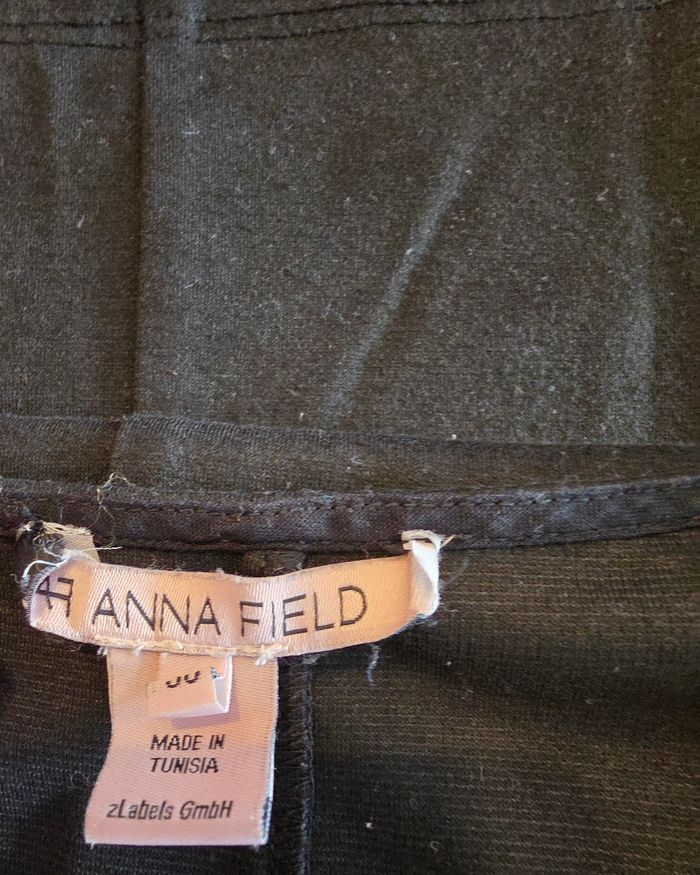 ANNA FIELD
MADE IN
TUNISIA
zLabels GmbH